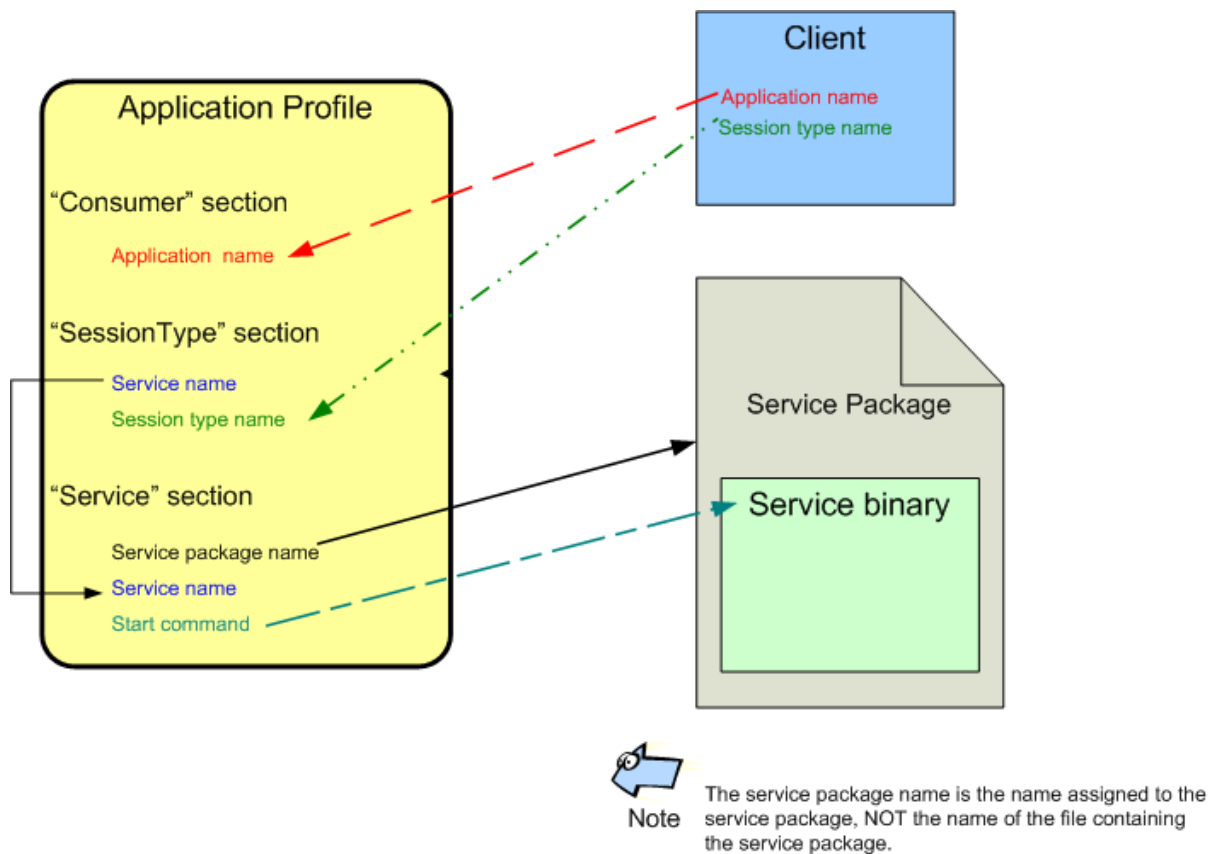 Application Profile
"Consumer" section
Application name
"SessionType" section
Service name
Session type name
"Service" section
Service package name
Service name
Start command
Client
Application name
Session type name
Service Package
Service binary
Note
The service package name is the name assigned to the
service package, NOT the name of the file containing
the service package.